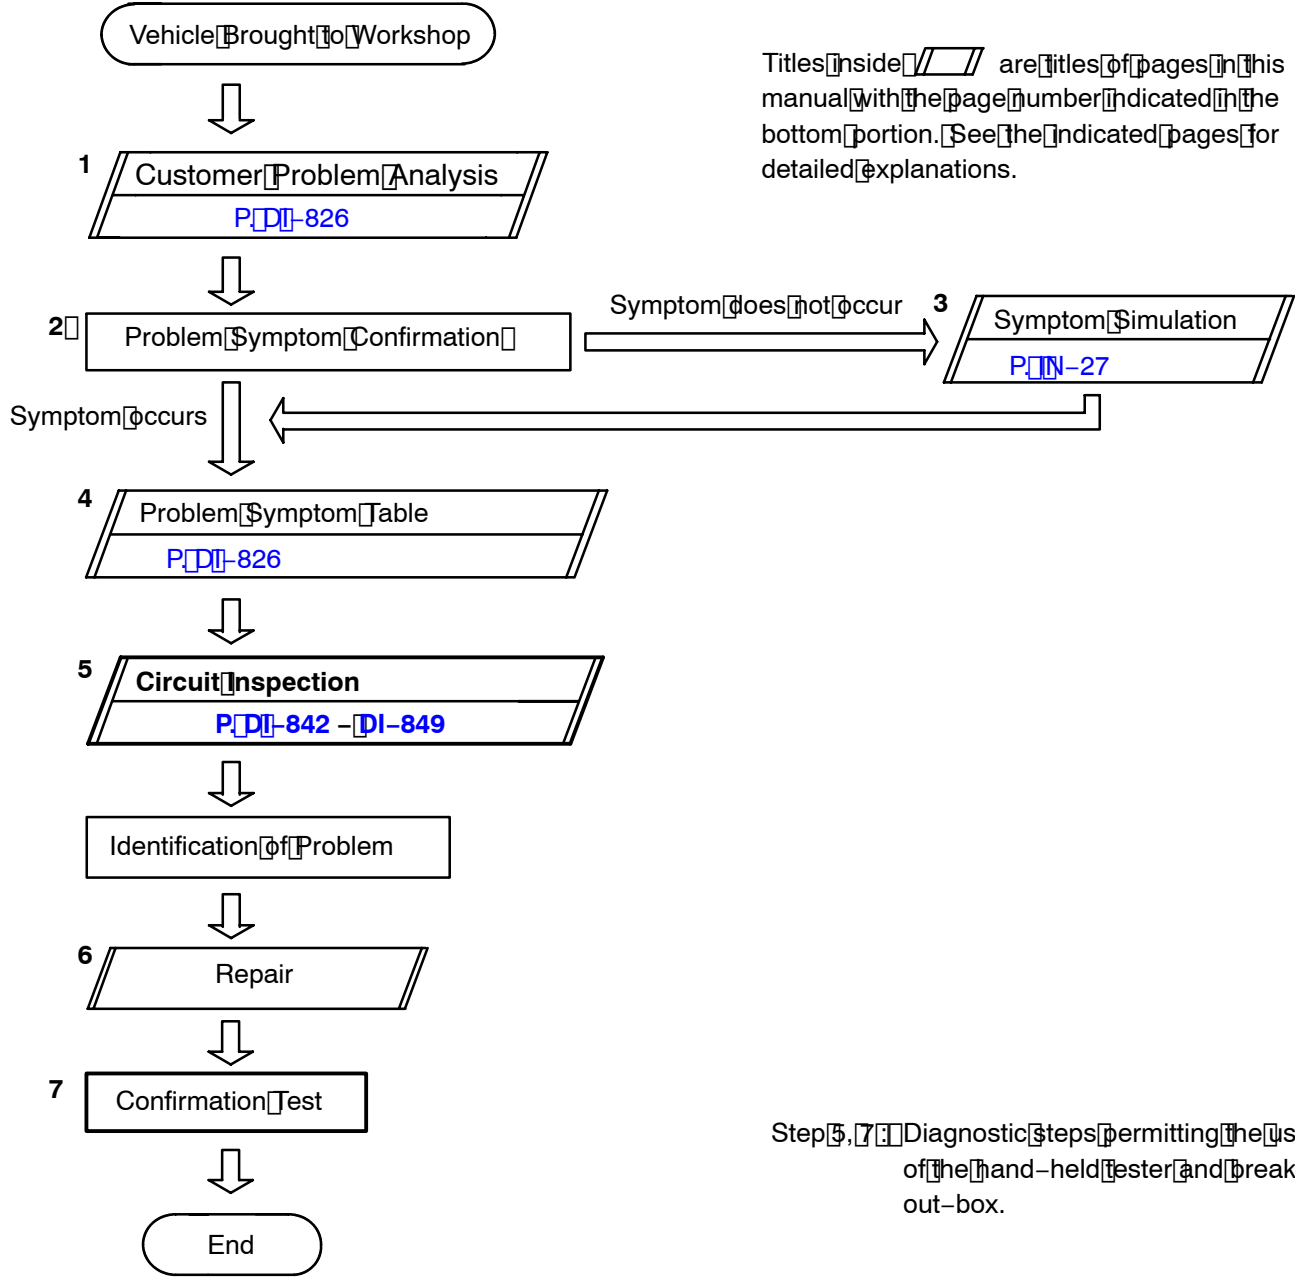 Vehicle Brought to Workshop
Titles inside are titles of pages in this
manual with the page number indicated in the
bottom portion. See the indicated pages for
detailed explanations.
1
Customer Problem Analysis
P. DI–826
2
Problem Symptom Confirmation
Symptom does not occur
3
Symptom Simulation
P. IN–27
Symptom occurs
4
Problem Symptom Table
P. DI–826
5
Circuit Inspection
P. DI–842 – DI–849
Identification of Problem
6
Repair
7
Confirmation Test
Step 5, 7 : Diagnostic steps permitting the us
of the hand–held tester and break
out–box.
End